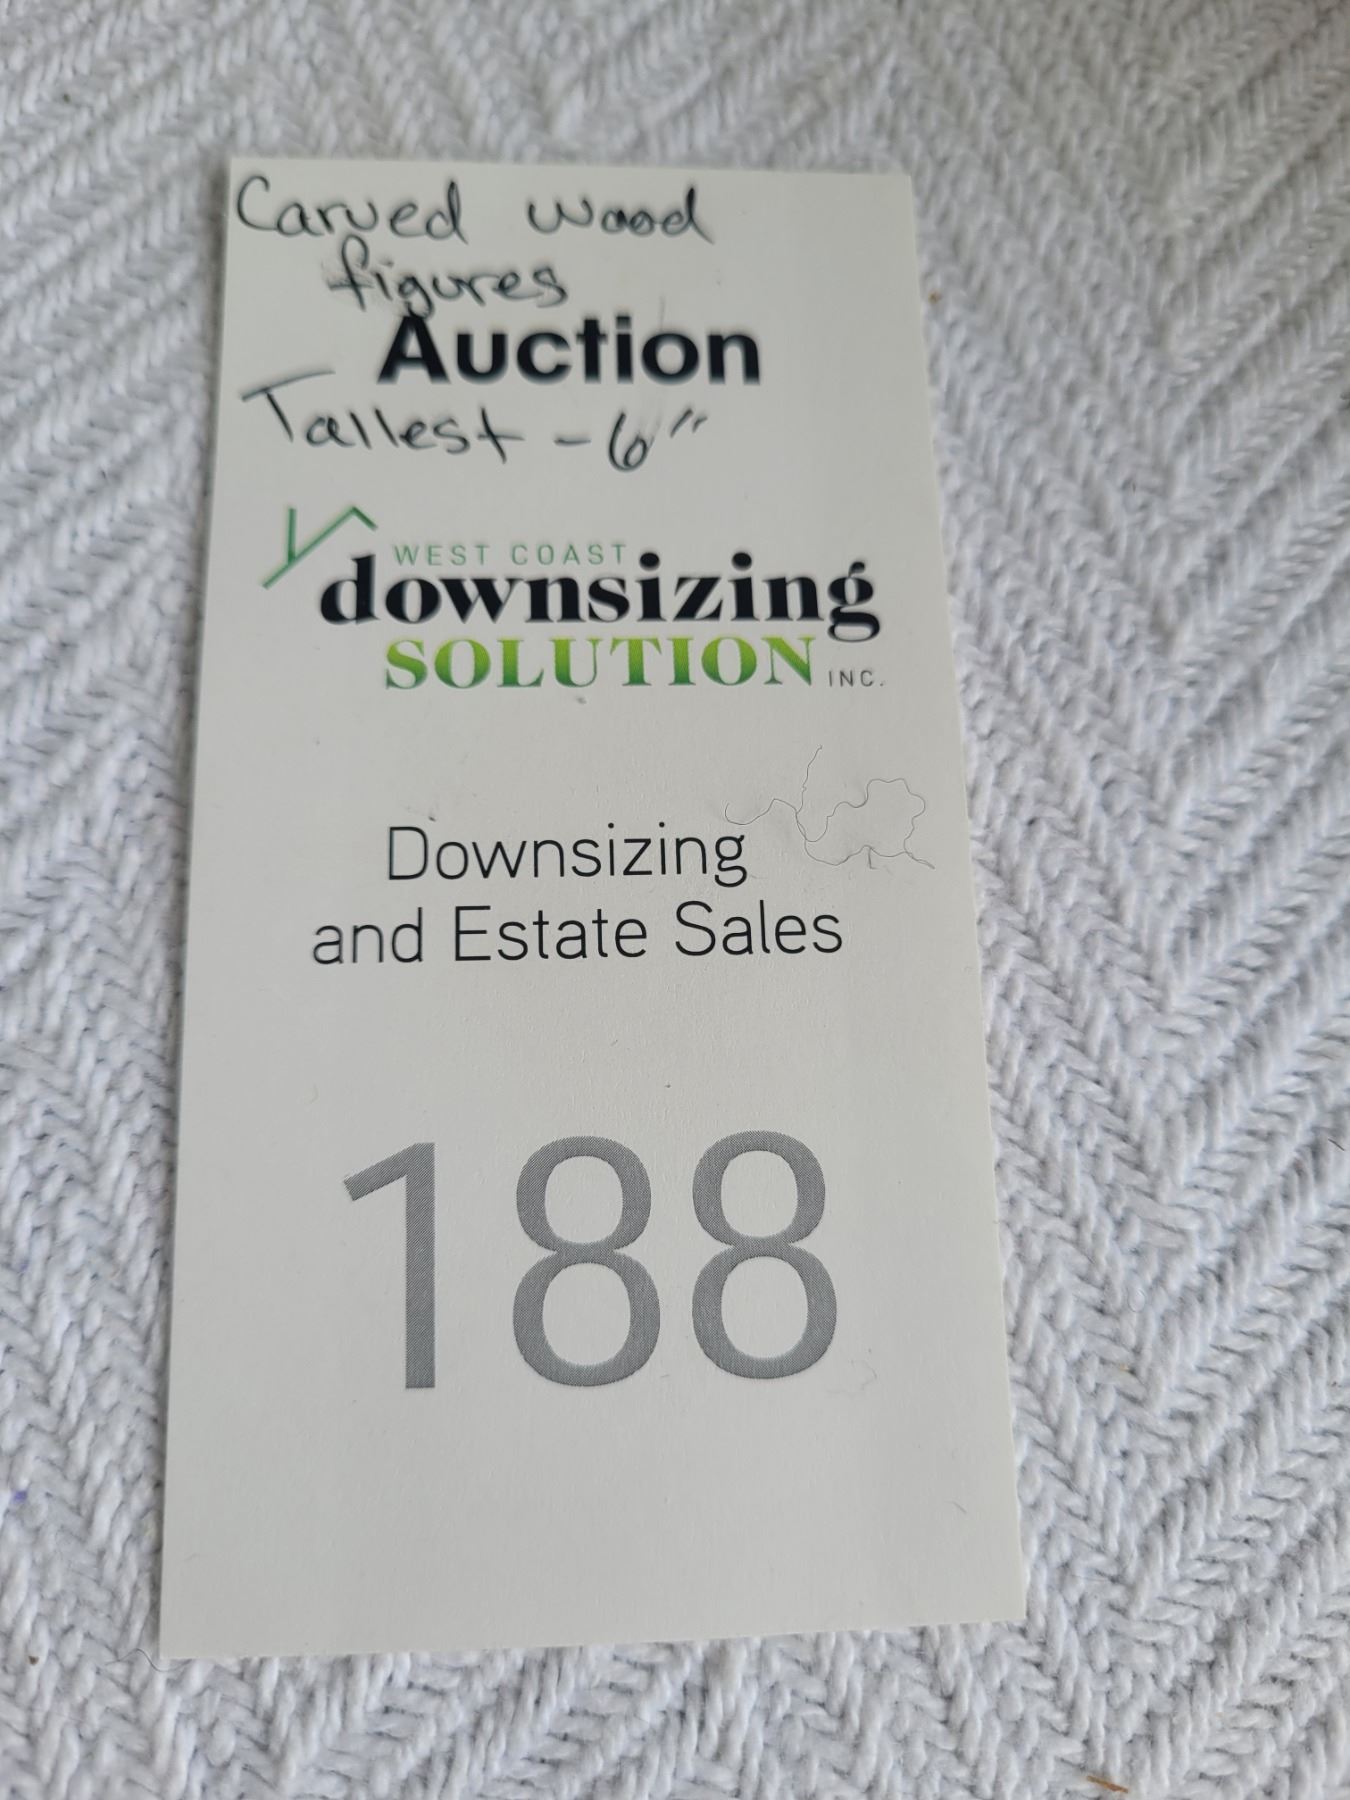 Carved wood
figures
Auction
Tallest - 6"
WEST COAST
downsizing
SOLUTION INC.
Downsizing
and Estate Sales
188